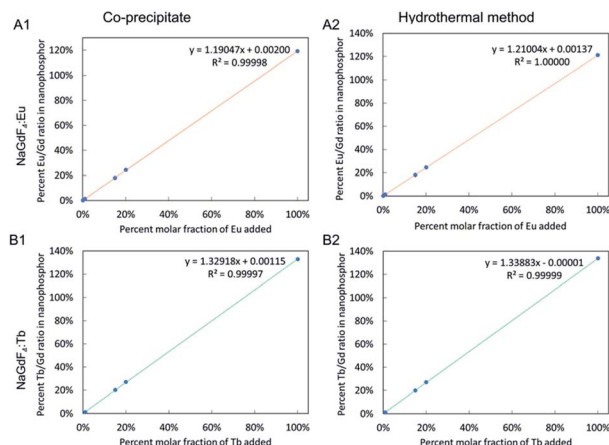 Co-precipitate
Hydrothermal method
A1
NaGdF4:Eu
Percent Eu/Gd ratio in nanophosphor
120%
100%
80%
60%
40%
20%
0%
y = 1.19047x + 0.00200
R² = 0.99998
0% 20% 40% 60% 80% 100%
Percent molar fraction of Eu added
A2
Percent Eu/Gd ratio in nanophosphor
140%
120%
100%
80%
60%
40%
20%
0%
y = 1.21004x + 0.00137
R² = 1.00000
0% 20% 40% 60% 80% 100%
Percent molar fraction of Eu added
B1
NaGdF4:Tb
Percent Tb/Gd ratio in nanophosphor
140%
120%
100%
80%
60%
40%
20%
0%
y = 1.32918x + 0.00115
R² = 0.99997
0% 20% 40% 60% 80% 100%
Percent molar fraction of Tb added
B2
Percent Tb/Gd ratio in nanophosphor
140%
120%
100%
80%
60%
40%
20%
0%
y = 1.33883x - 0.00001
R² = 0.99999
0% 20% 40% 60% 80% 100%
Percent molar fraction of Tb added